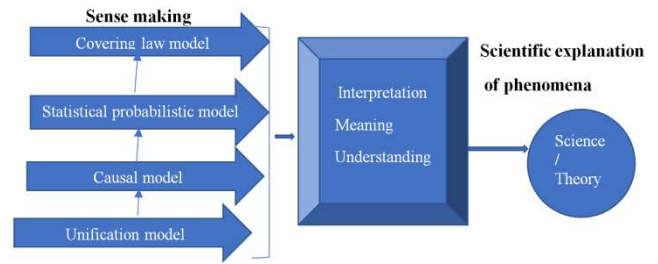 Sense making
Covering law model
Statistical probabilistic model
Causal model
Unification model
Interpretation
Meaning
Understanding
Scientific explanation
of phenomena
Science
/
Theory